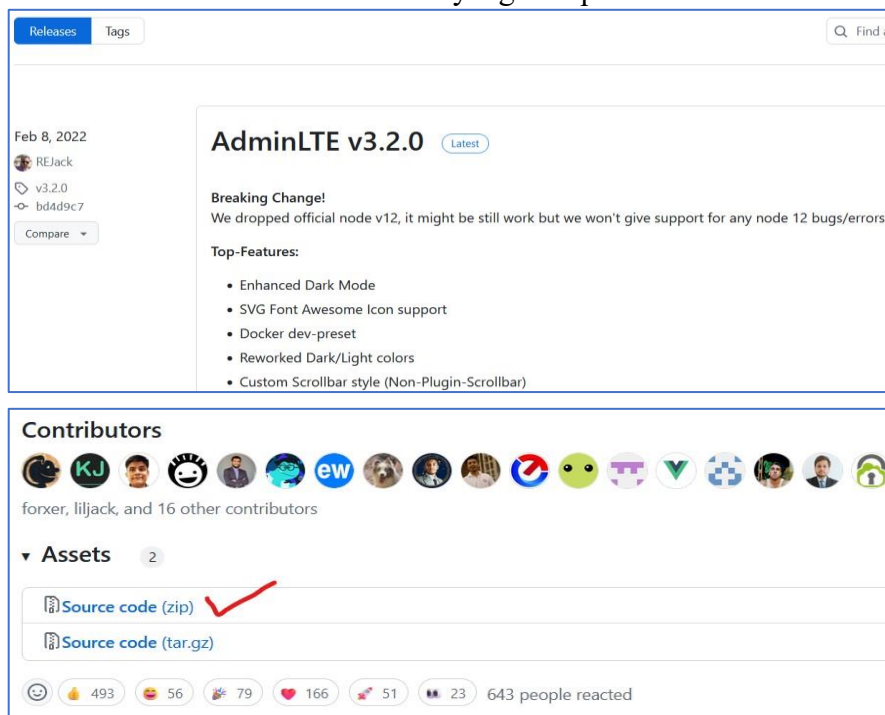 Releases
Tags
Find a
Feb 8, 2022
REJack
v3.2.0
bd4d9c7
Compare
AdminLTE v3.2.0
Latest
Breaking Change!
We dropped official node v12, it might be still work but we won't give support for any node 12 bugs/errors
Top-Features:
Enhanced Dark Mode
SVG Font Awesome Icon support
Docker dev-preset
Reworked Dark/Light colors
Custom Scrollbar style (Non-Plugin-Scrollbar)
Contributors
KJ
ew
forxer, liljack, and 16 other contributors
Assets 2
Source code (zip)
Source code (tar.gz)
493 56 79 166 51 23 643 people reacted